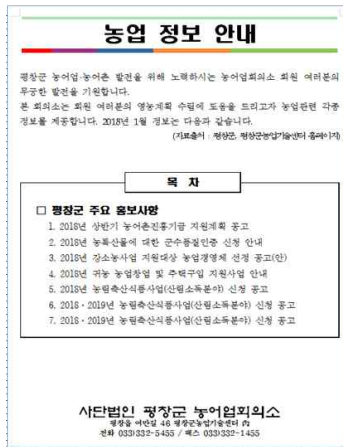 농업 정보 안내
평창군 농어업·농어촌 발전을 위해 노력하시는 농어업회의소 회원 여러분의
무궁한 발전을 기원합니다.
본 회의소는 회원 여러분의 영농계획 수립에 도움을 드리고자 농업관련 각종
정보를 제공합니다. 2018년 1월 정보는 다음과 같습니다.
(자료출처 : 평창군, 평창군농업기술센터 홈페이지)
목 차
□ 평창군 주요 홍보사항
1. 2018년 상반기 농어촌진흥기금 지원계획 공고
2. 2018년 농특산물에 대한 군수품질인증 신청 안내
3. 2018년 강소농사업 지원대상 농업경영체 선정 공고(안)
4. 2018년 귀농 농업창업 및 주택구입 지원사업 안내
5. 2018년 농림축산식품사업(산림소득분야) 신청 공고
6. 2018·2019년 농림축산식품사업(산림소득분야) 신청 공고
7. 2018·2019년 농림축산식품사업(산림소득분야) 신청 공고
사단법인 평창군 농어업회의소
평창읍 여만길 46 평창군농업기술센터 內
전화 033)332-5455 / 팩스 033)332-1455